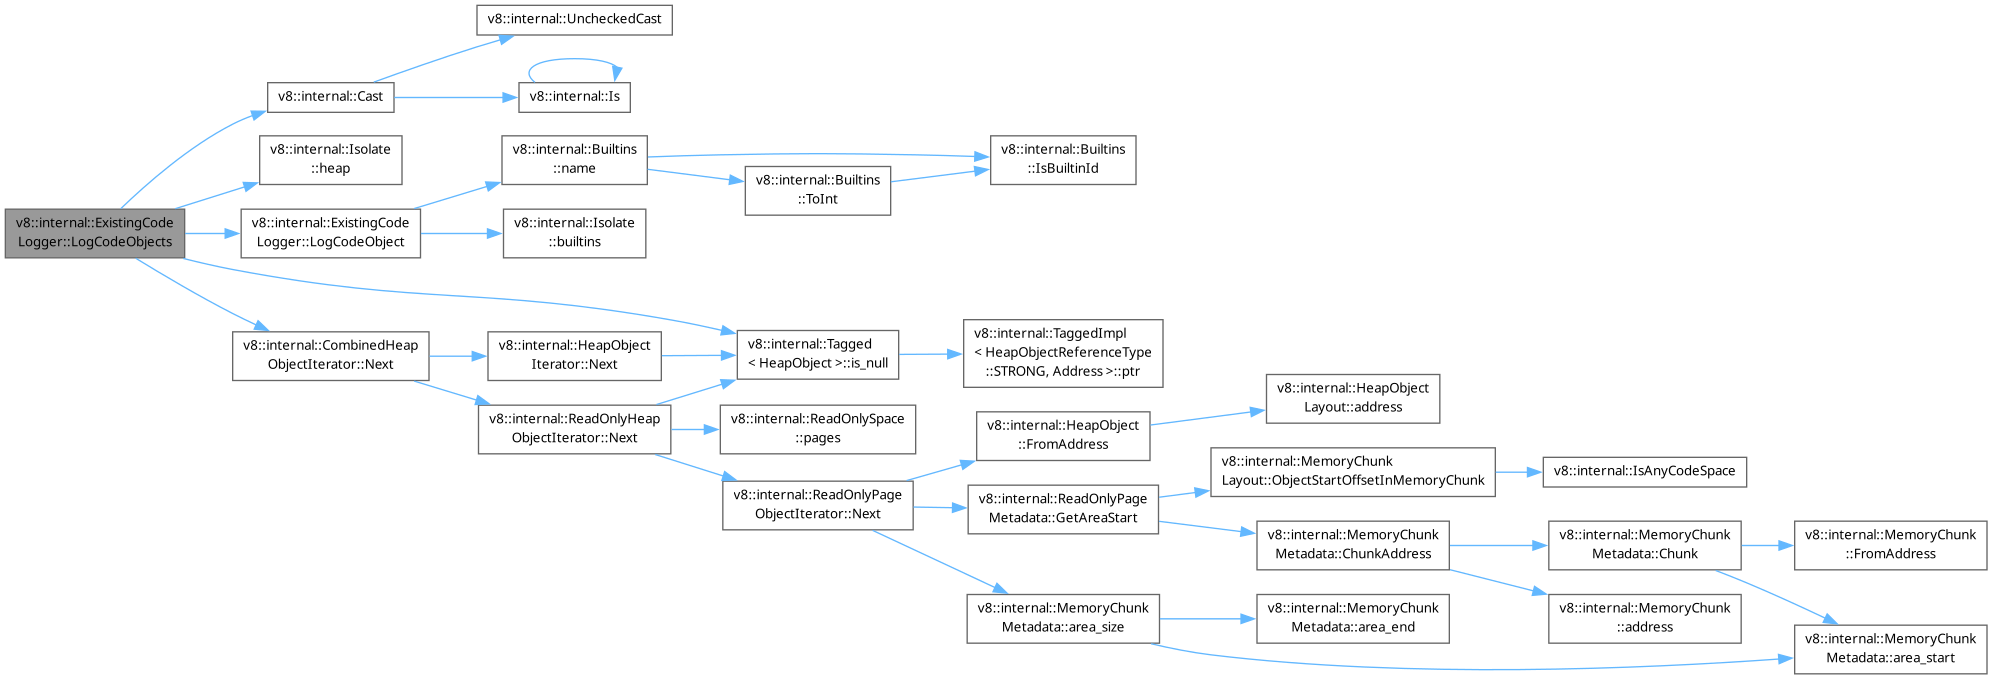 v8::internal::UncheckedCast
v8::internal::Cast
v8::internal::Is
v8::internal::Isolate
::heap
v8::internal::Builtins
::name
v8::internal::Builtins
::IsBuiltinId
v8::internal::Builtins
::ToInt
v8::internal::ExistingCode
Logger::LogCodeObjects
v8::internal::ExistingCode
Logger::LogCodeObject
v8::internal::Isolate
::builtins
v8::internal::CombinedHeap
ObjectIterator::Next
v8::internal::HeapObject
Iterator::Next
v8::internal::Tagged
< HeapObject >::is_null
v8::internal::TaggedImpl
< HeapObjectReferenceType
::STRONG, Address >::ptr
v8::internal::ReadOnlyHeap
ObjectIterator::Next
v8::internal::ReadOnlySpace
::pages
v8::internal::HeapObject
::FromAddress
v8::internal::HeapObject
Layout::address
v8::internal::ReadOnlyPage
ObjectIterator::Next
v8::internal::ReadOnlyPage
Metadata::GetAreaStart
v8::internal::MemoryChunk
Layout::ObjectStartOffsetInMemoryChunk
v8::internal::IsAnyCodeSpace
v8::internal::MemoryChunk
Metadata::ChunkAddress
v8::internal::MemoryChunk
Metadata::Chunk
v8::internal::MemoryChunk
::FromAddress
v8::internal::MemoryChunk
Metadata::area_size
v8::internal::MemoryChunk
Metadata::area_end
v8::internal::MemoryChunk
::address
v8::internal::MemoryChunk
Metadata::area_start